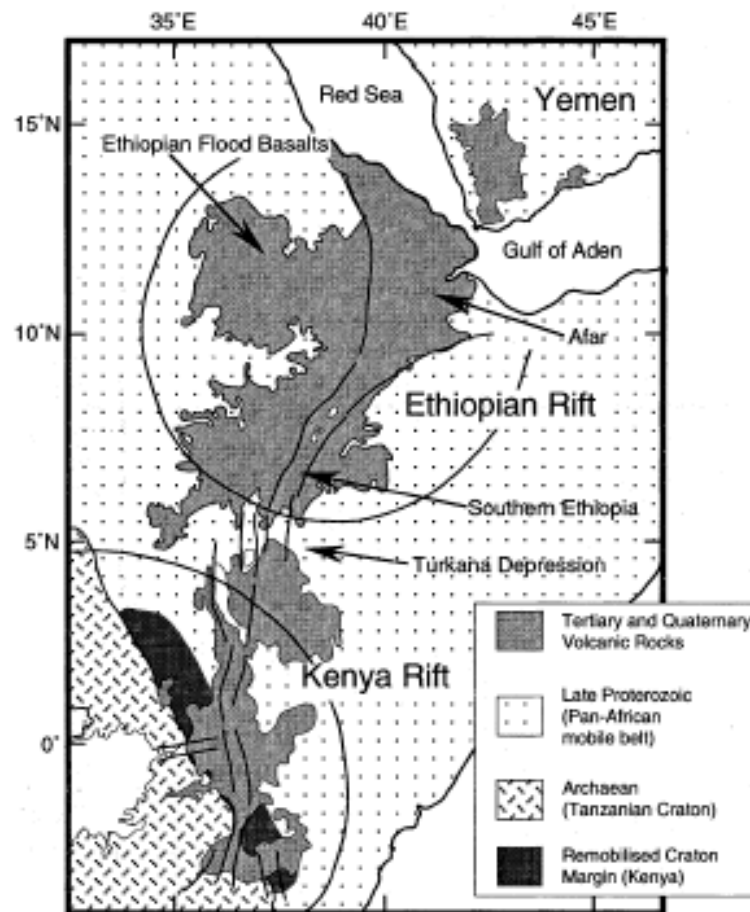 35°E
40°E
45°E
Red Sea
Yemen
15°N
Ethiopian Flood Basalts
Gulf of Aden
10°N
Afar
Ethiopian Rift
Southern Ethiopia
5°N
Turkana Depression
Tertiary and Quaternary
Volcanic Rocks
Kenya Rift
Late Proterozoic
(Pan-African
mobile belt)
0°
Archaean
(Tanzanian Craton)
Remobilised Craton
Margin (Kenya)